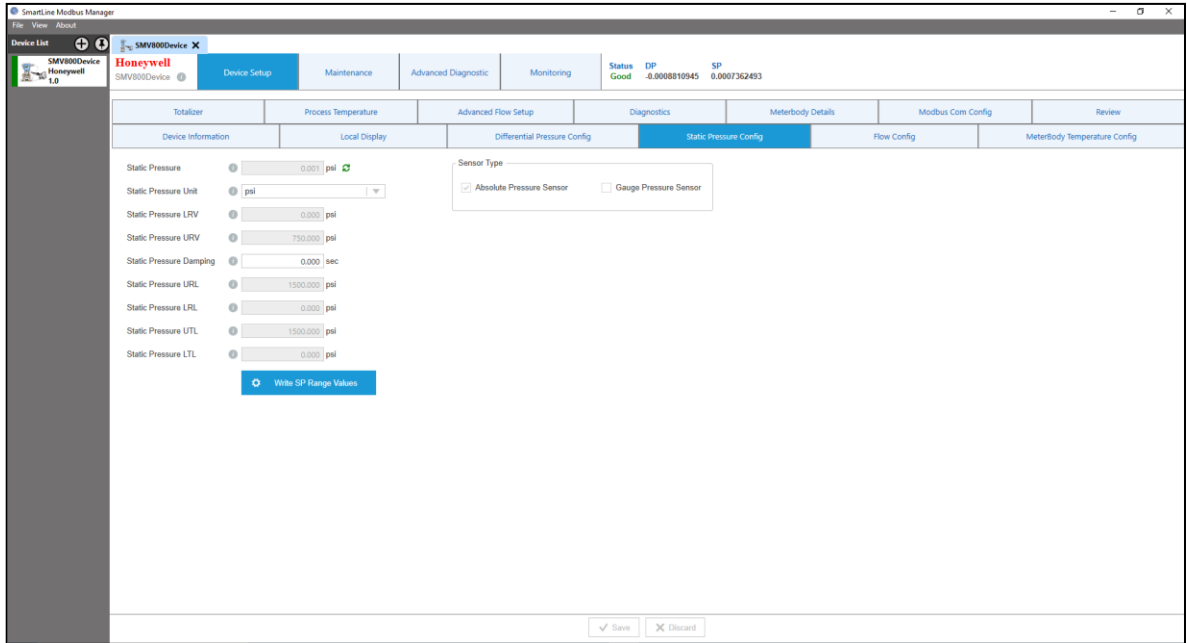 SmartLine Modbus Manager
File View About
Device List
SMV800Device
Honeywell
1.0
SMV800Device
Honeywell
SMV800Device
Device Setup
Maintenance
Advanced Diagnostic
Monitoring
Status DP SP
Good -0.0008810945 0.0007362493
Totalizer
Process Temperature
Advanced Flow Setup
Diagnostics
Meterbody Details
Modbus Com Config
Review
Device Information
Local Display
Differential Pressure Config
Static Pressure Config
Flow Config
MeterBody Temperature Config
Static Pressure 0.001 psi
Static Pressure Unit psi
Static Pressure LRV 0.000 psi
Static Pressure URV 750.000 psi
Static Pressure Damping 0.000 sec
Static Pressure URL 1500.000 psi
Static Pressure LRL 0.000 psi
Static Pressure UTL 1500.000 psi
Static Pressure LTL 0.000 psi
Write SP Range Values
Sensor Type
Absolute Pressure Sensor Gauge Pressure Sensor
Save
Discard